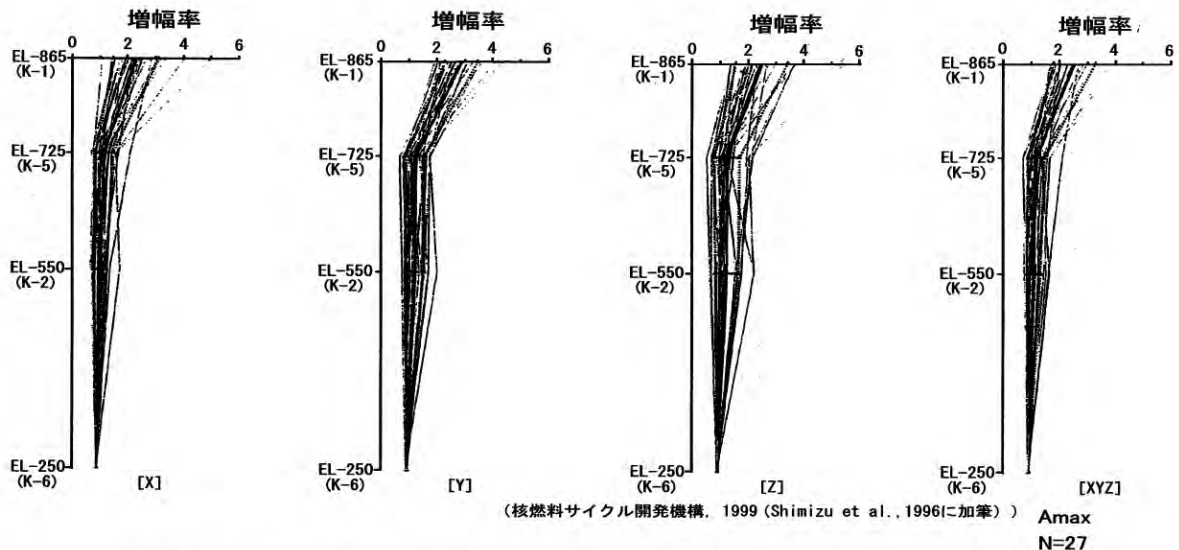 増幅率
0 2 4 6
EL-865
(K-1)
EL-725
(K-5)
EL-550
(K-2)
EL-250
(K-6)
[X]
増幅率
0 2 4 6
EL-865
(K-1)
EL-725
(K-5)
EL-550
(K-2)
EL-250
(K-6)
[Y]
増幅率
0 2 4 6
EL-865
(K-1)
EL-725
(K-5)
EL-550
(K-2)
EL-250
(K-6)
[Z]
増幅率
0 2 4 6
EL-865
(K-1)
EL-725
(K-5)
EL-550
(K-2)
EL-250
(K-6)
[XYZ]
(核燃料サイクル開発機構, 1999 (Shimizu et al.,1996に加筆))
Amax
N=27